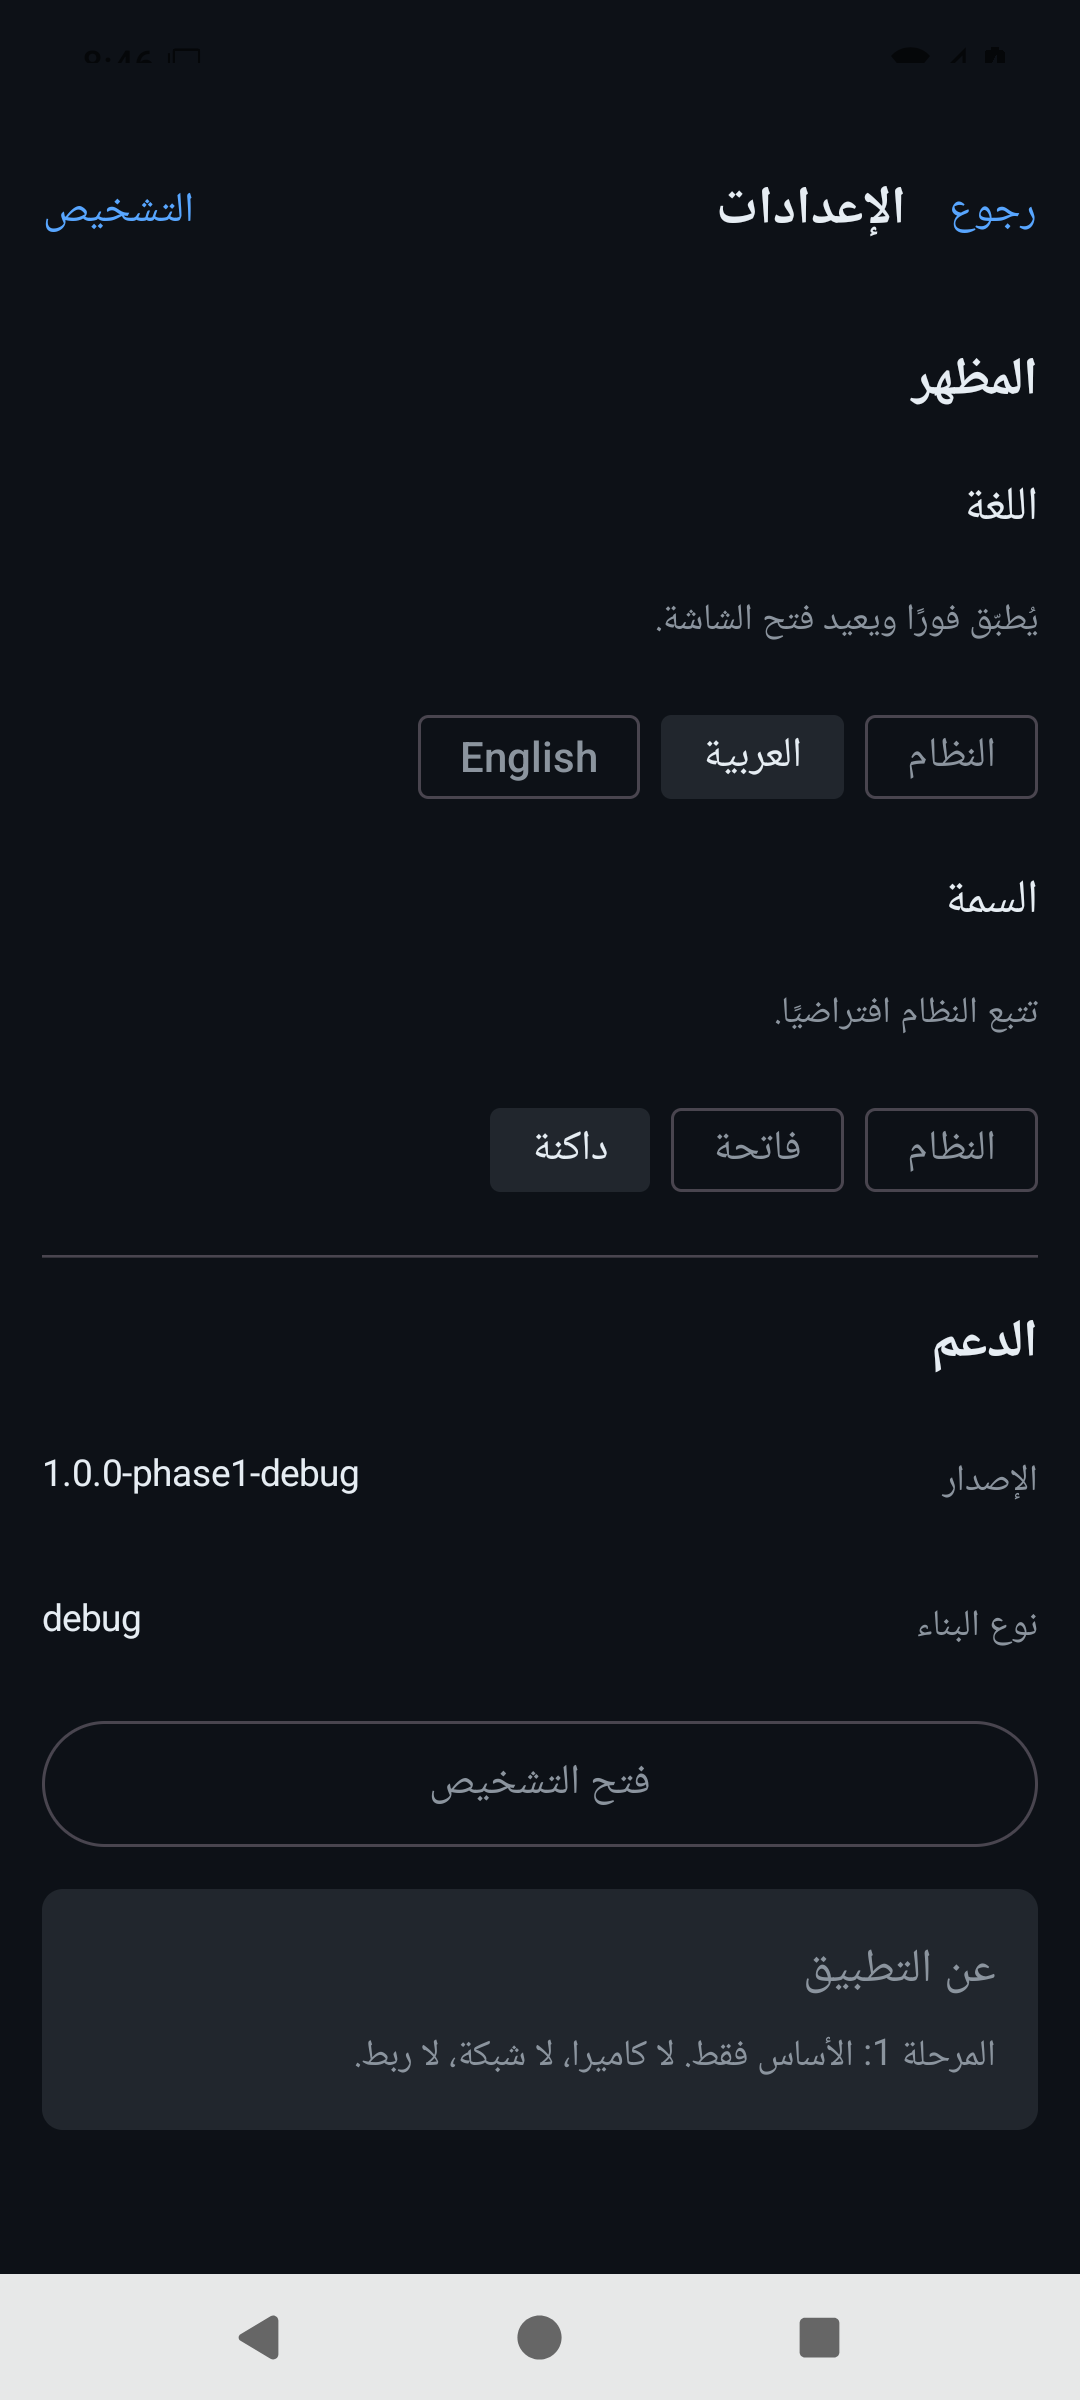 رجوع
الإعدادات
التشخيص
المظهر
اللغة
يُطبّق فورًا ويعيد فتح الشاشة.
النظام
العربية
English
السمة
تتبع النظام افتراضيًا.
النظام
فاتحة
داكنة
الدعم
الإصدار
1.0.0-phase1-debug
نوع البناء
debug
فتح التشخيص
عن التطبيق
المرحلة 1: الأساس فقط. لا كاميرا، لا شبكة، لا ربط.